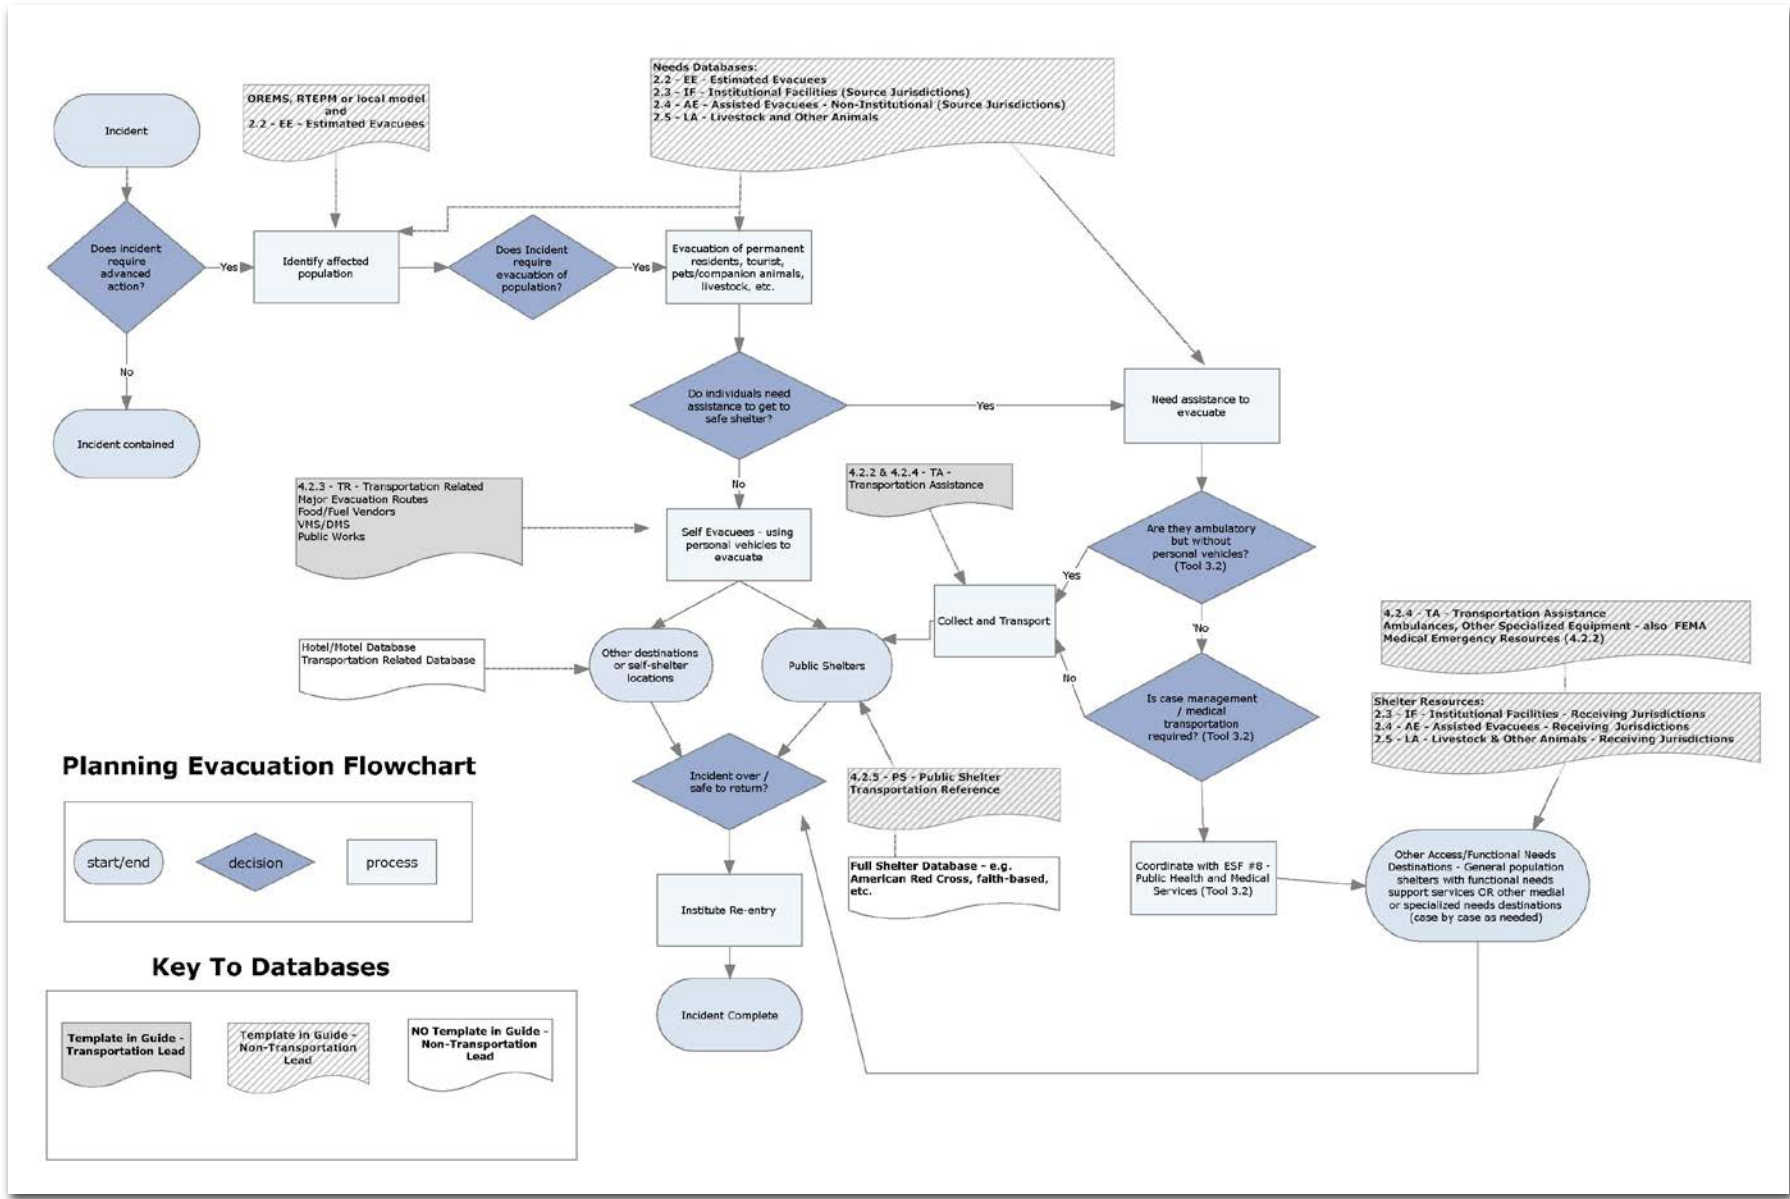 Needs Databases:
2.2 - EE - Estimated Evacuees
2.3 - IF - Institutional Facilities (Source Jurisdictions)
2.4 - AE - Assisted Evacuees - Non-Institutional (Source Jurisdictions)
2.5 - LA - Livestock and Other Animals
OREMS, RTEPM or local model
and
2.2 - EE - Estimated Evacuees
Incident
Does incident
require
advanced
action?
Yes
Identify affected
population
Does Incident
require
evacuation of
population?
Yes
Evacuation of permanent
residents, tourist,
pets/companion animals,
livestock, etc.
No
Incident contained
Do individuals need
assistance to get to
safe shelter?
Yes
Need assistance to
evacuate
No
4.2.3 - TR - Transportation Related
Major Evacuation Routes
Food/Fuel Vendors
VMS/DMS
Public Works
Self Evacuees - using
personal vehicles to
evacuate
4.2.2 & 4.2.4 - TA -
Transportation Assistance
Are they ambulatory
but without
personal vehicles?
(Tool 3.2)
Yes
Collect and Transport
'No
No
Hotel/Motel Database
Transportation Related Database
Other destinations
or self-shelter
locations
Public Shelters
Is case management
/ medical
transportation
required? (Tool 3.2)
4.2.4 - TA - Transportation Assistance
Ambulances, Other Specialized Equipment - also FEMA
Medical Emergency Resources (4.2.2)
Shelter Resources:
2.3 - IF - Institutional Facilities - Receiving Jurisdictions
2.4 - AE - Assisted Evacuees - Receiving Jurisdictions
2.5 - LA - Livestock & Other Animals - Receiving Jurisdictions
Incident over /
safe to return?
4.2.5 - PS - Public Shelter
Transportation Reference
Full Shelter Database - e.g.
American Red Cross, faith-based,
etc.
Coordinate with ESF #8 -
Public Health and Medical
Services (Tool 3.2)
Other Access/Functional Needs
Destinations - General population
shelters with functional needs
support services OR other medial
or specialized needs destinations
(case by case as needed)
Institute Re-entry
Incident Complete
Planning Evacuation Flowchart
start/end
decision
process
Key To Databases
Template in Guide -
Transportation Lead
Template in Guide -
Non-Transportation
Lead
NO Template in Guide -
Non-Transportation
Lead